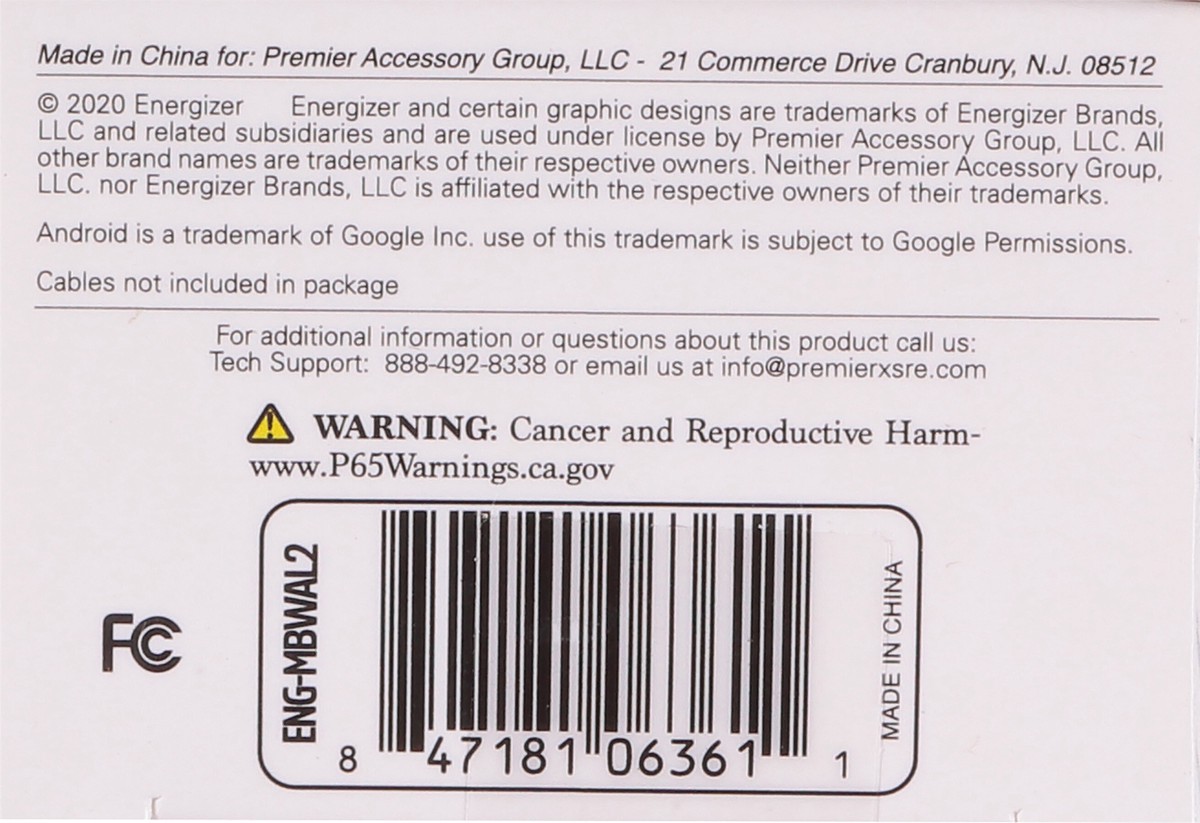 Made in China for: Premier Accessory Group, LLC - 21 Commerce Drive Cranbury, N.J. 08512
© 2020 Energizer Energizer and certain graphic designs are trademarks of Energizer Brands,
LLC and related subsidiaries and are used under license by Premier Accessory Group, LLC. All
other brand names are trademarks of their respective owners. Neither Premier Accessory Group,
LLC. nor Energizer Brands, LLC is affiliated with the respective owners of their trademarks.
Android is a trademark of Google Inc. use of this trademark is subject to Google Permissions.
Cables not included in package
For additional information or questions about this product call us:
Tech Support: 888-492-8338 or email us at info@premierxsre.com
WARNING: Cancer and Reproductive Harm-
www.P65Warnings.ca.gov
FC
ENG-MBWAL2
8 47181 06361 1
MADE IN CHINA